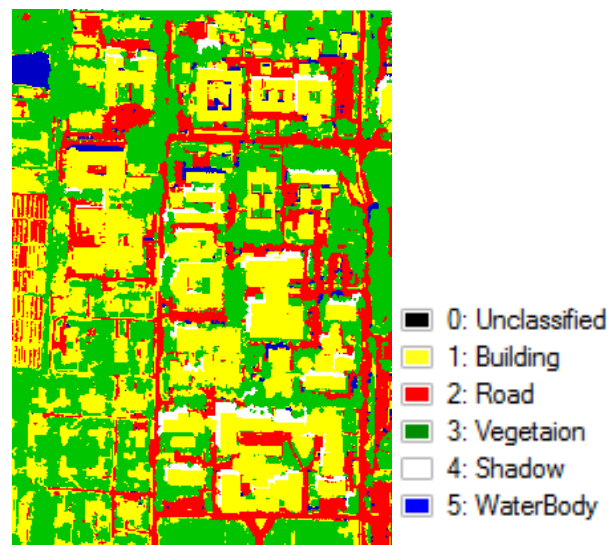 0: Unclassified
1: Building
2: Road
3: Vegetaion
4: Shadow
5: WaterBody